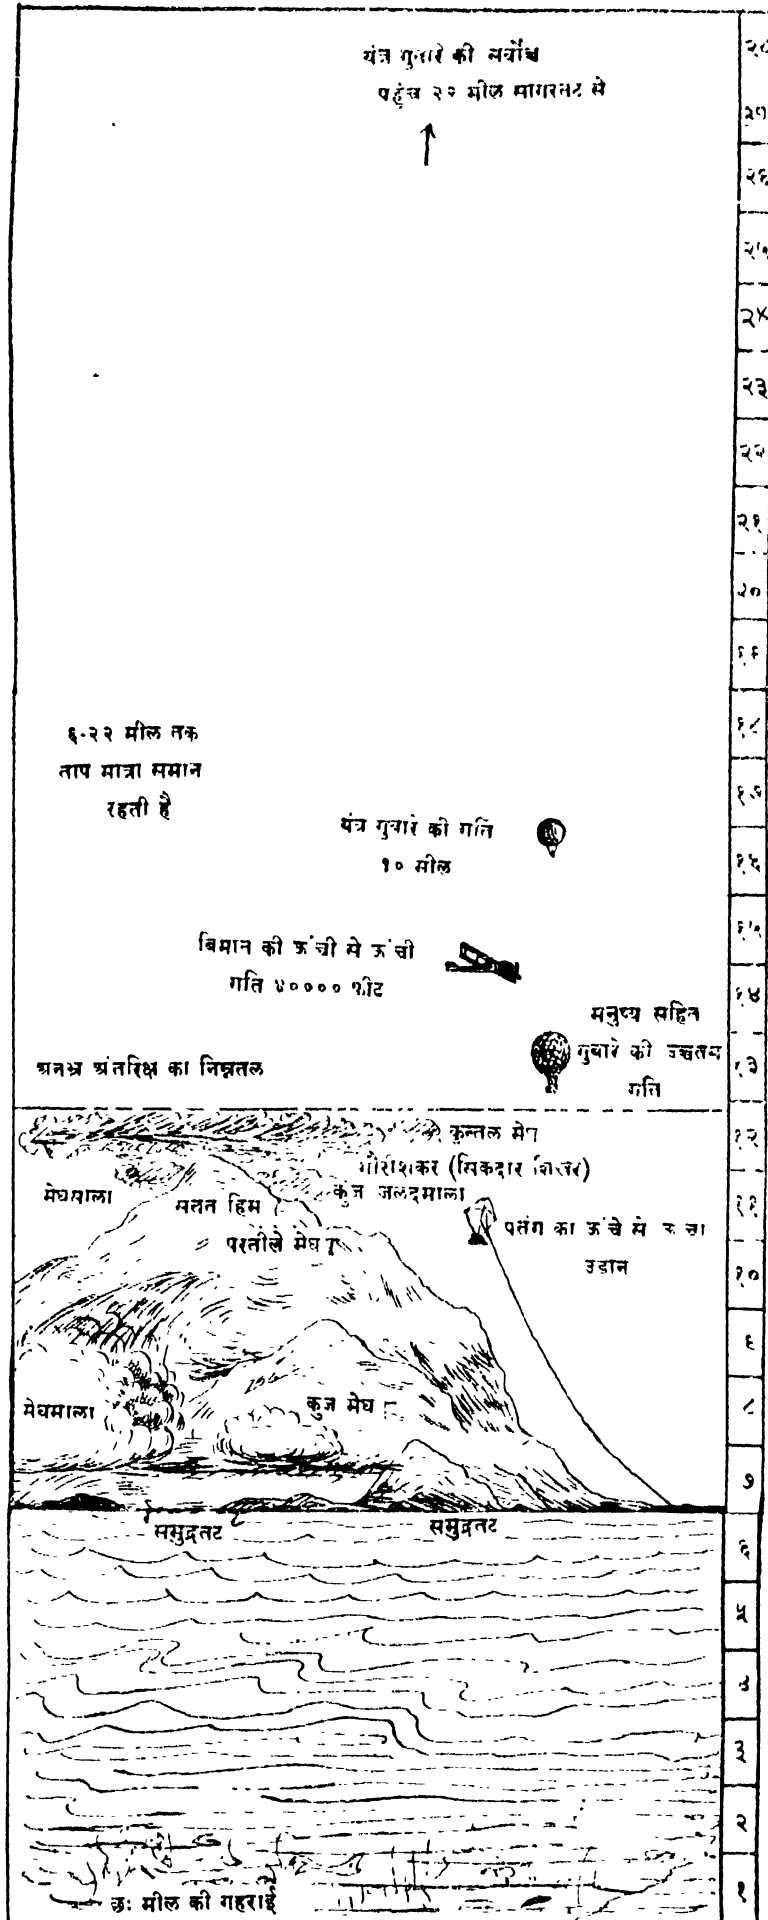 यंत्र गुबारे की सर्वोच्च
पहुंच २२ मील सागरतट से
६-२२ मील तक
ताप मात्रा समान
रहती है
यंत्र गुबारे की गति
१० मील
बिमान की ऊंची से ऊंची
गति ४०००० फीट
मनुष्य सहित
गुबारे की उच्चतम
गति
अनभ्र अंतरिक्ष का निम्नतल
कुन्तल मेघ
गौरीशंकर (सिकदार शिखर)
मेघमाला
सतत हिम
कुंज जलदमाला
परतीले मेघ
पतंग का ऊंचे से ऊंचा
उडान
मेघमाला
कुंज मेघ
समुद्रतट
समुद्रतट
छः मील की गहराई
२८
२७
२६
२५
२४
२३
२२
२१
२०
१९
१८
१७
१६
१५
१४
१३
१२
११
१०
९
८
७
६
५
४
३
२
१